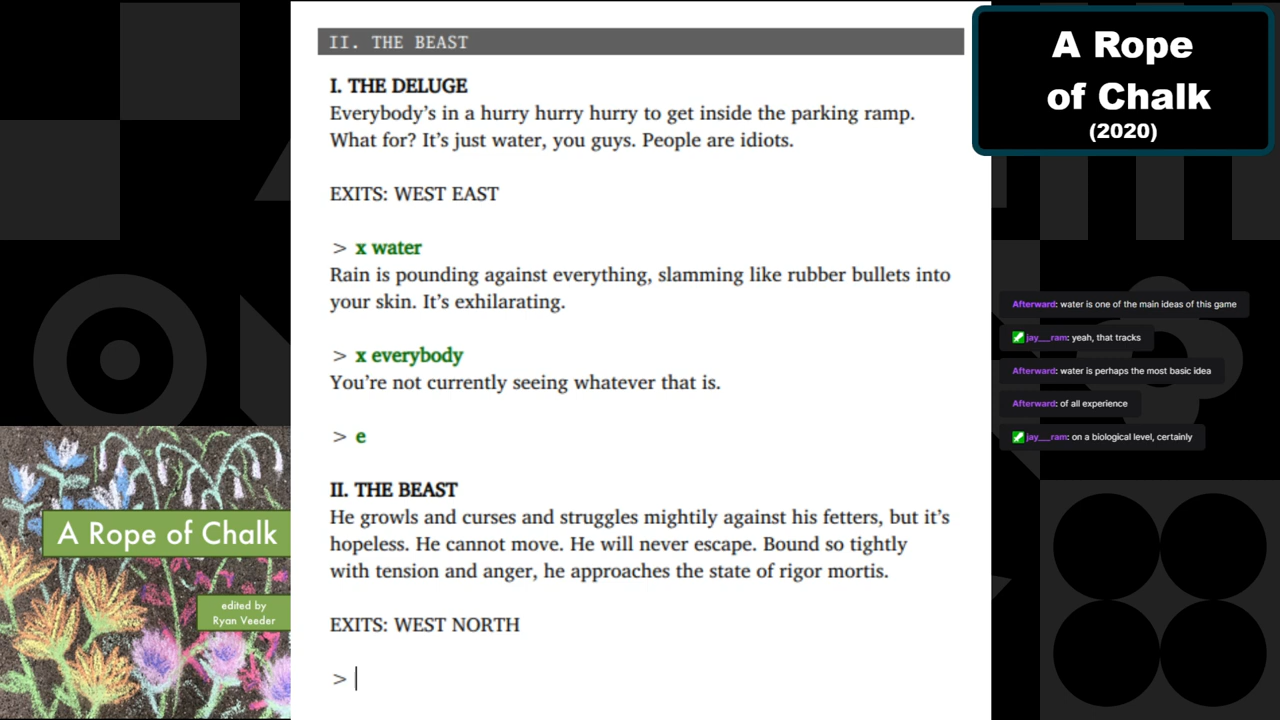 II. THE BEAST
I. THE DELUGE
Everybody’s in a hurry hurry hurry to get inside the parking ramp.
What for? It’s just water, you guys. People are idiots.
EXITS: WEST EAST
> x water
Rain is pounding against everything, slamming like rubber bullets into
your skin. It’s exhilarating.
> x everybody
You’re not currently seeing whatever that is.
> e
II. THE BEAST
He growls and curses and struggles mightily against his fetters, but it’s
hopeless. He cannot move. He will never escape. Bound so tightly
with tension and anger, he approaches the state of rigor mortis.
EXITS: WEST NORTH
>
A Rope
of Chalk
(2020)
Afterward: water is one of the main ideas of this game
jay___ram: yeah, that tracks
Afterward: water is perhaps the most basic idea
Afterward: of all experience
jay___ram: on a biological level, certainly
A Rope of Chalk
edited by
Ryan Veeder